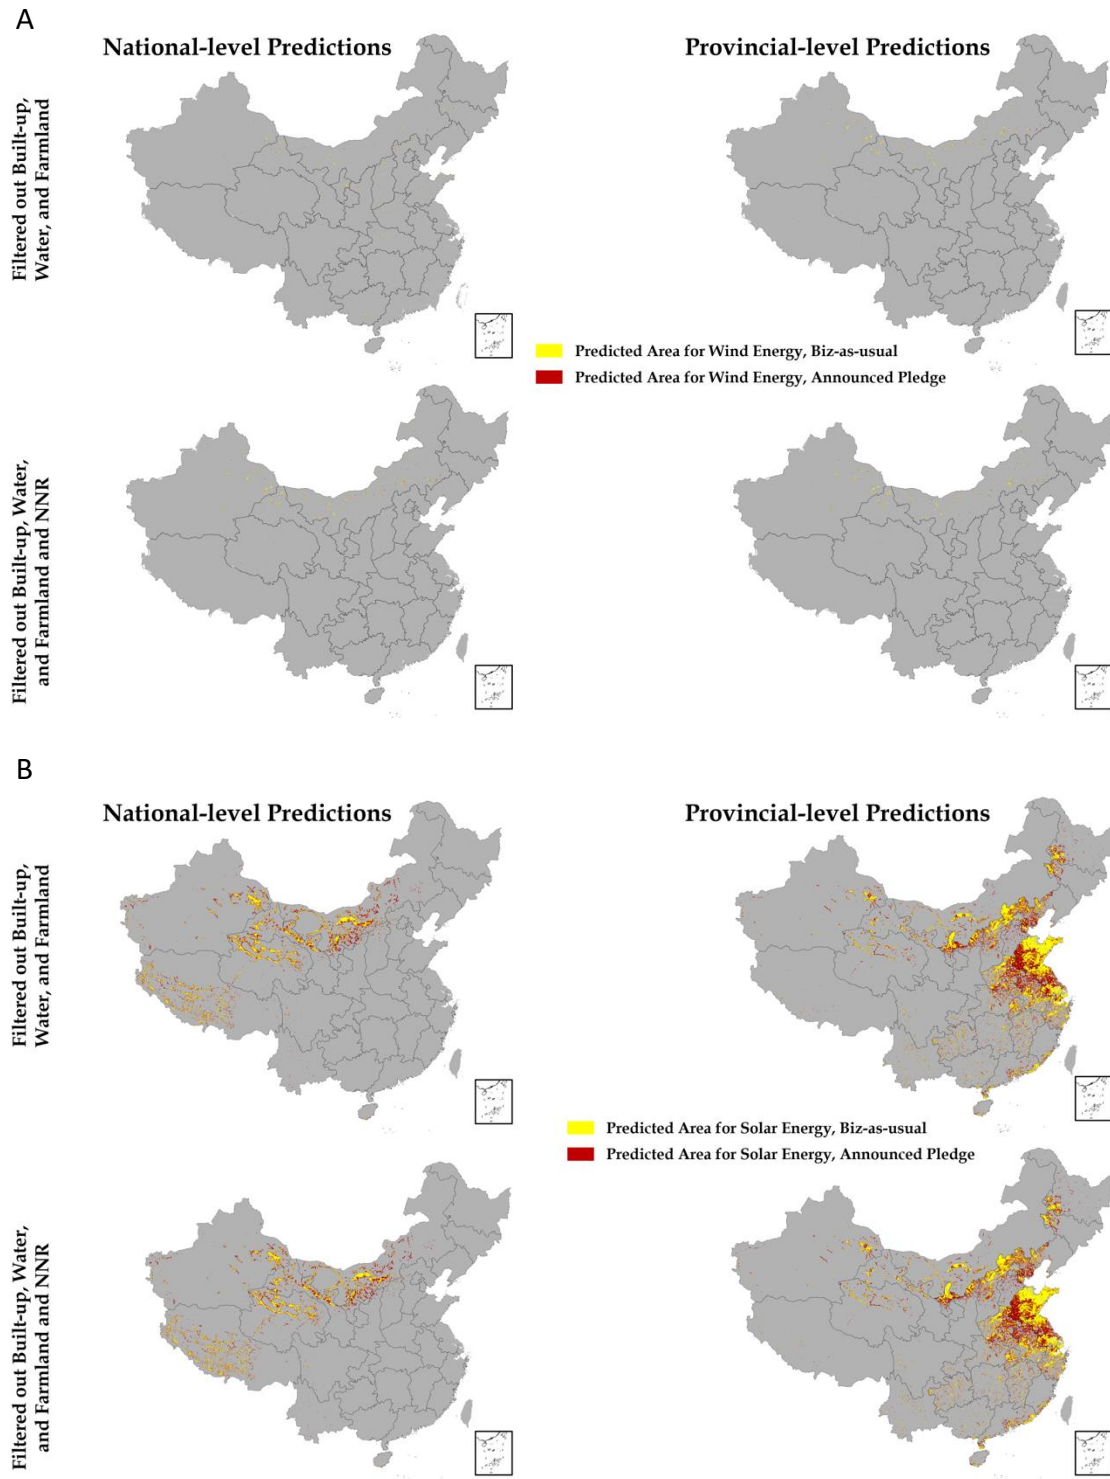 A
National-level Predictions
Provincial-level Predictions
Filtered out Built-up,
Water, and Farmland
Predicted Area for Wind Energy, Biz-as-usual
Predicted Area for Wind Energy, Announced Pledge
Filtered out Built-up, Water,
and Farmland and NNR
B
National-level Predictions
Provincial-level Predictions
Filtered out Built-up,
Water, and Farmland
Predicted Area for Solar Energy, Biz-as-usual
Predicted Area for Solar Energy, Announced Pledge
Filtered out Built-up, Water,
and Farmland and NNR